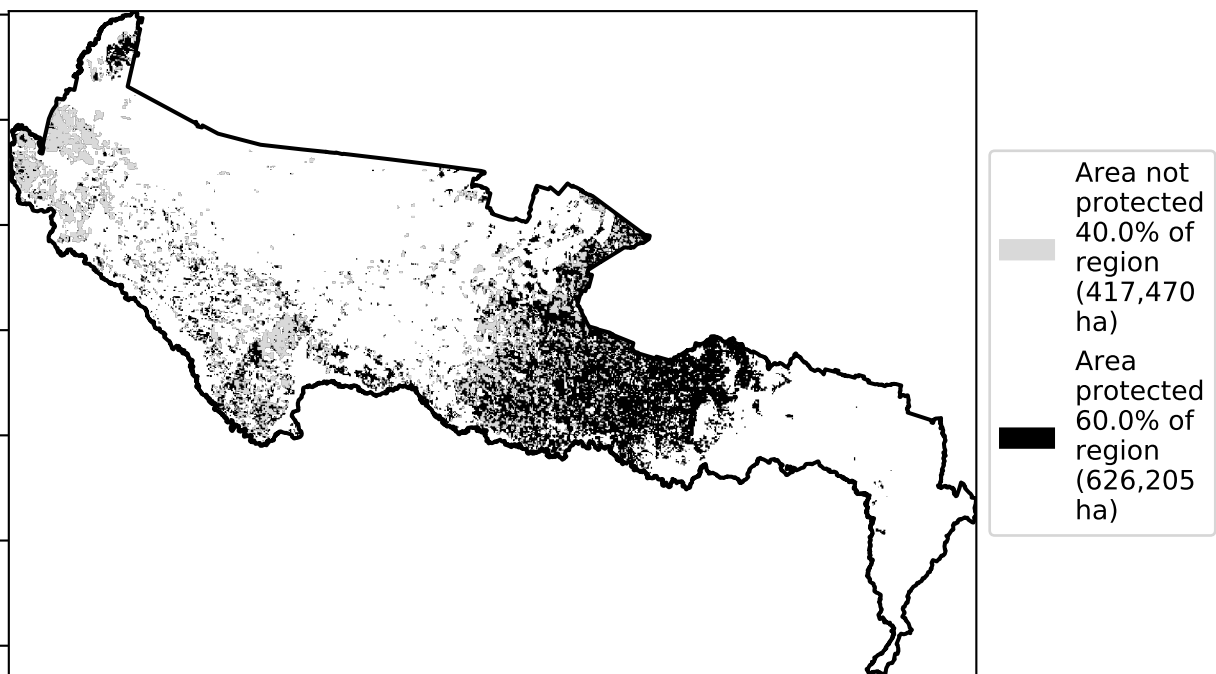 Area not
protected
40.0% of
region
(417,470
ha)
Area
protected
60.0% of
region
(626,205
ha)